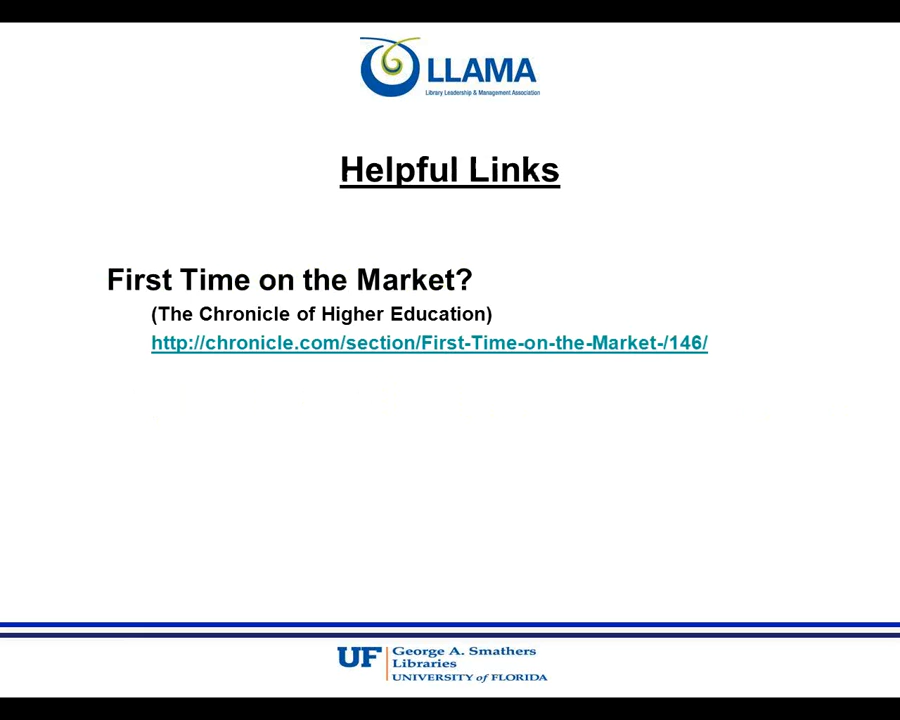 LLAMA
Library Leadership & Management Association
Helpful Links
First Time on the Market?
(The Chronicle of Higher Education)
http://chronicle.com/section/First-Time-on-the-Market-/146/
UF
George A. Smathers
Libraries
UNIVERSITY of FLORIDA